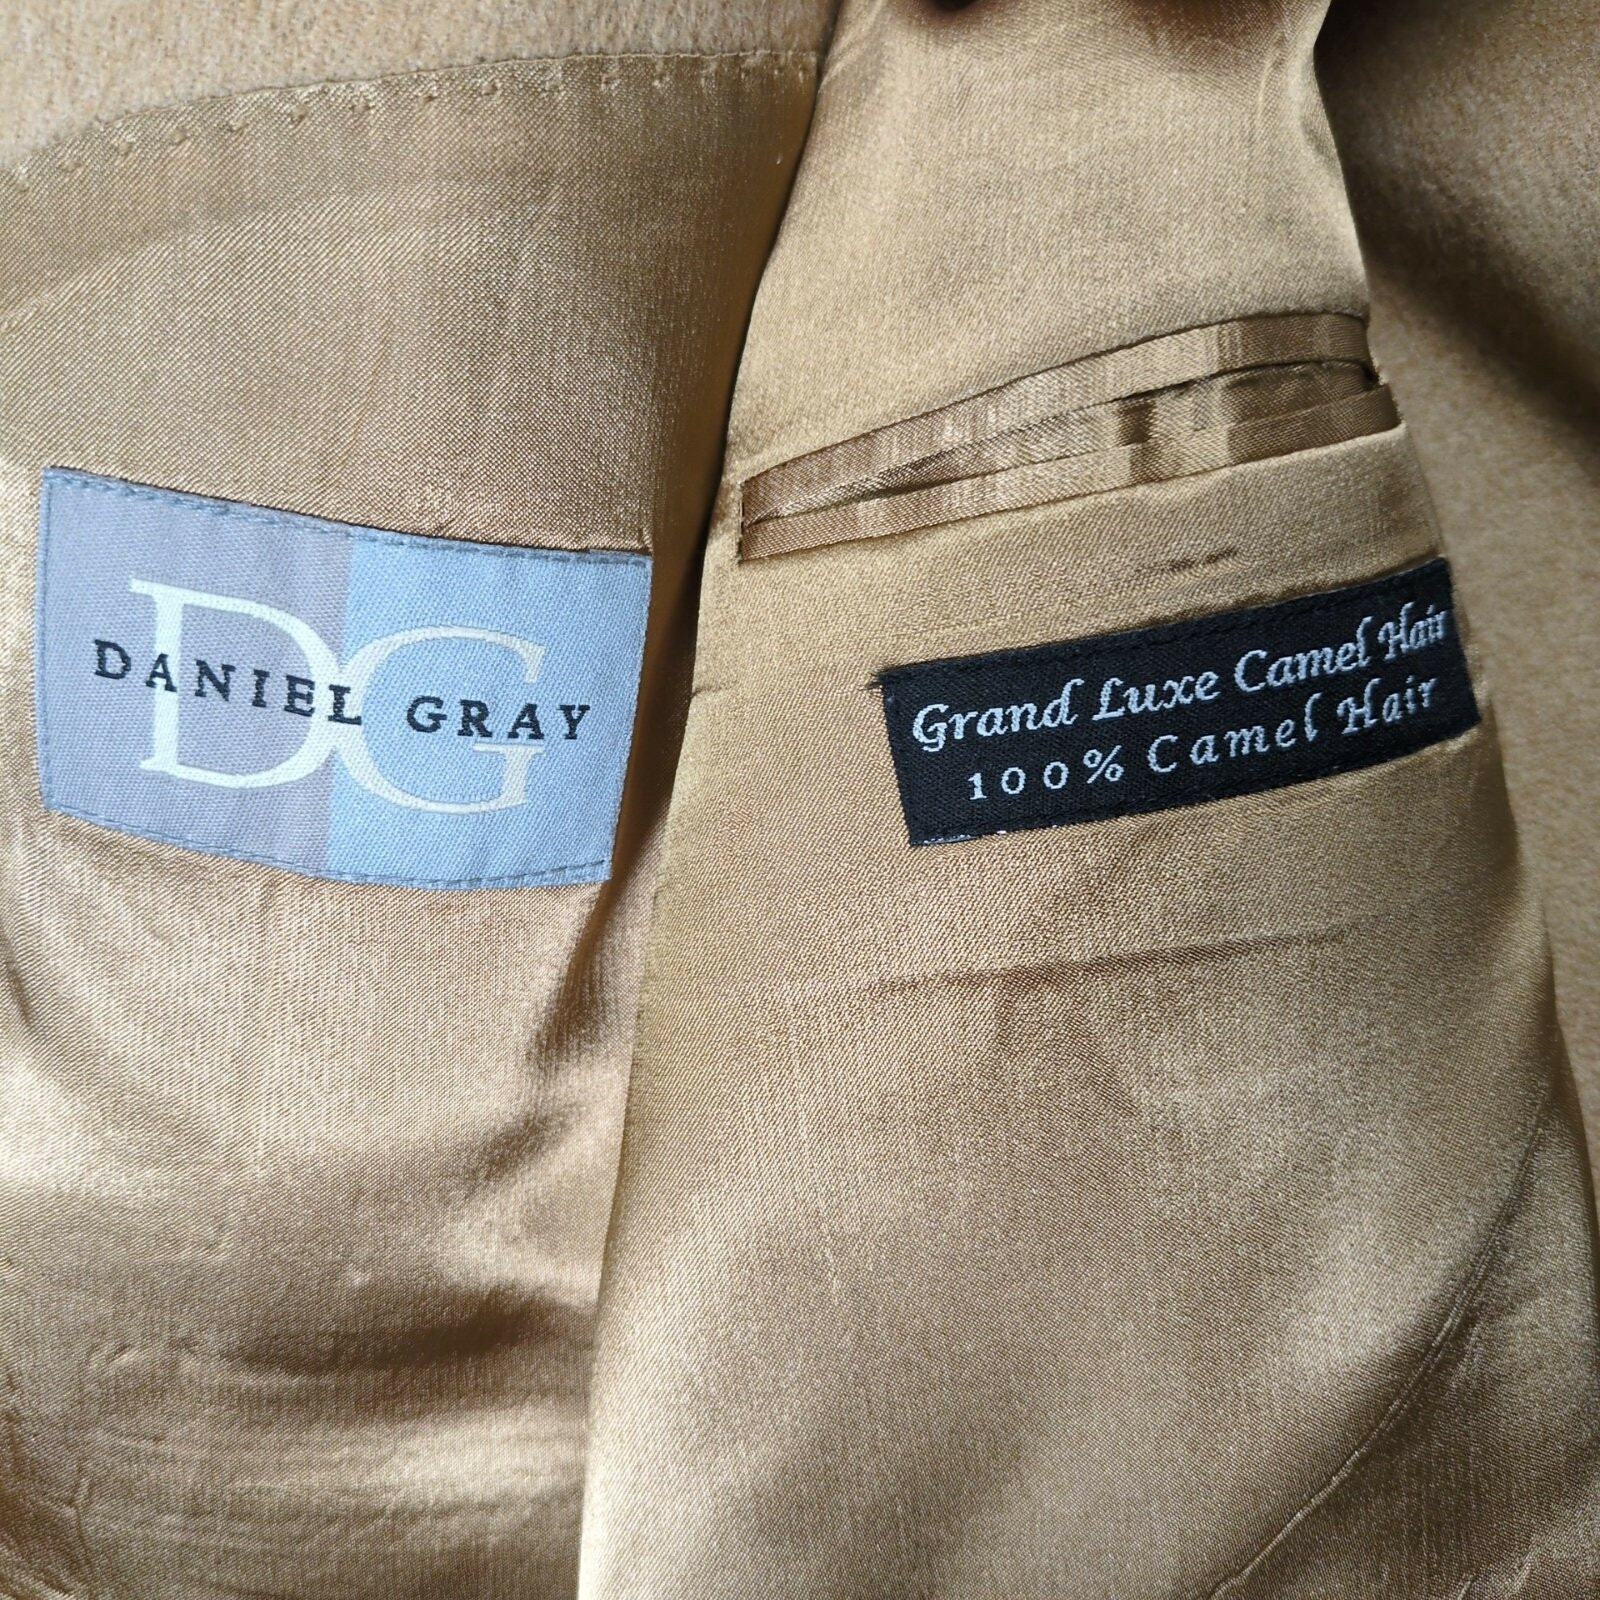 DG
DANIEL GRAY
Grand Luxe Camel Hair
100% Camel Hair